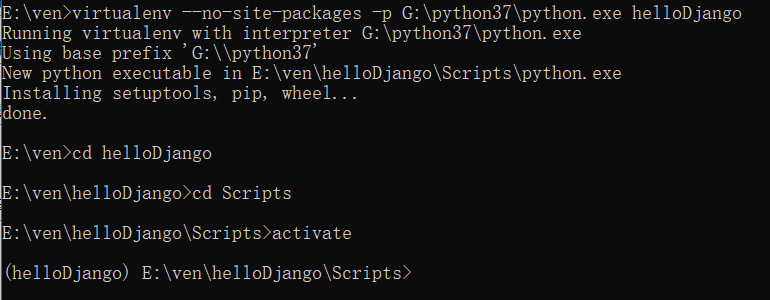 E:\ven>virtualenv --no-site-packages -p G:\python37\python.exe helloDjango
Running virtualenv with interpreter G:\python37\python.exe
Using base prefix 'G:\\python37'
New python executable in E:\ven\helloDjango\Scripts\python.exe
Installing setuptools, pip, wheel...
done.
E:\ven>cd helloDjango
E:\ven\helloDjango>cd Scripts
E:\ven\helloDjango\Scripts>activate
(helloDjango) E:\ven\helloDjango\Scripts>